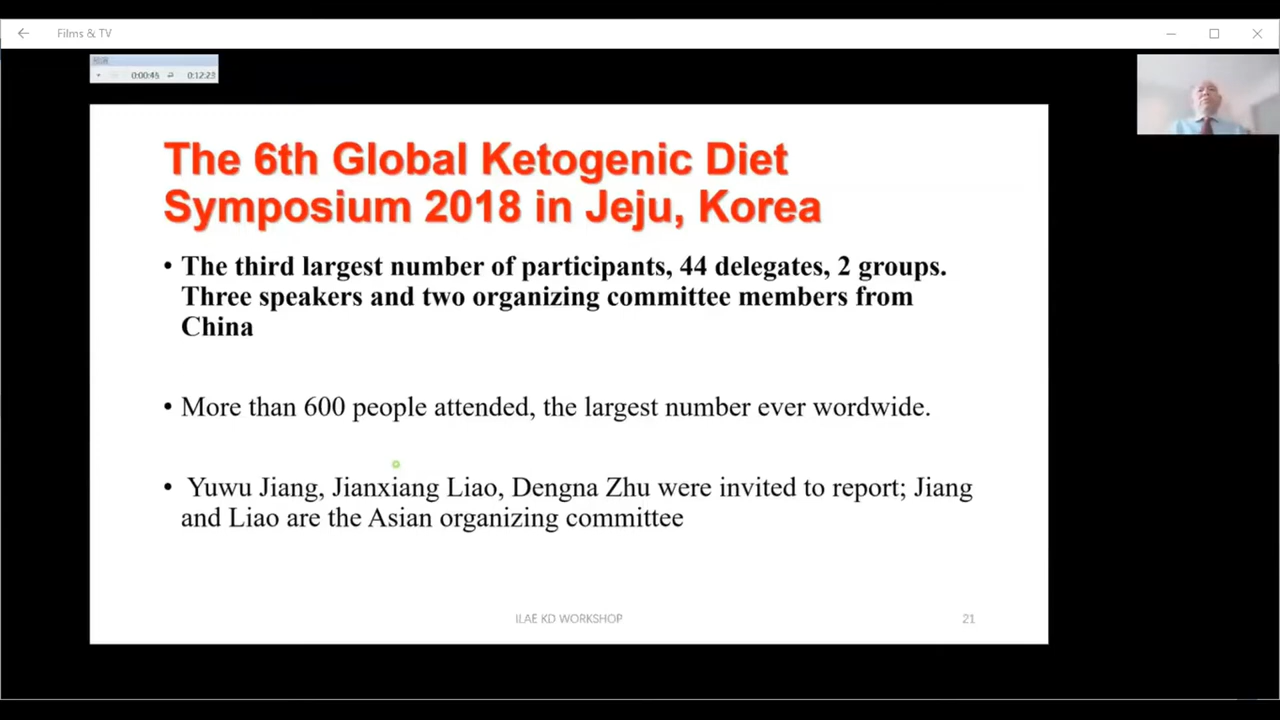 Films & TV
0:00:45
0:12:23
The 6th Global Ketogenic Diet
Symposium 2018 in Jeju, Korea
• The third largest number of participants, 44 delegates, 2 groups.
Three speakers and two organizing committee members from
China
• More than 600 people attended, the largest number ever wordwide.
• Yuwu Jiang, Jianxiang Liao, Dengna Zhu were invited to report; Jiang
and Liao are the Asian organizing committee
ILAE KD WORKSHOP
21